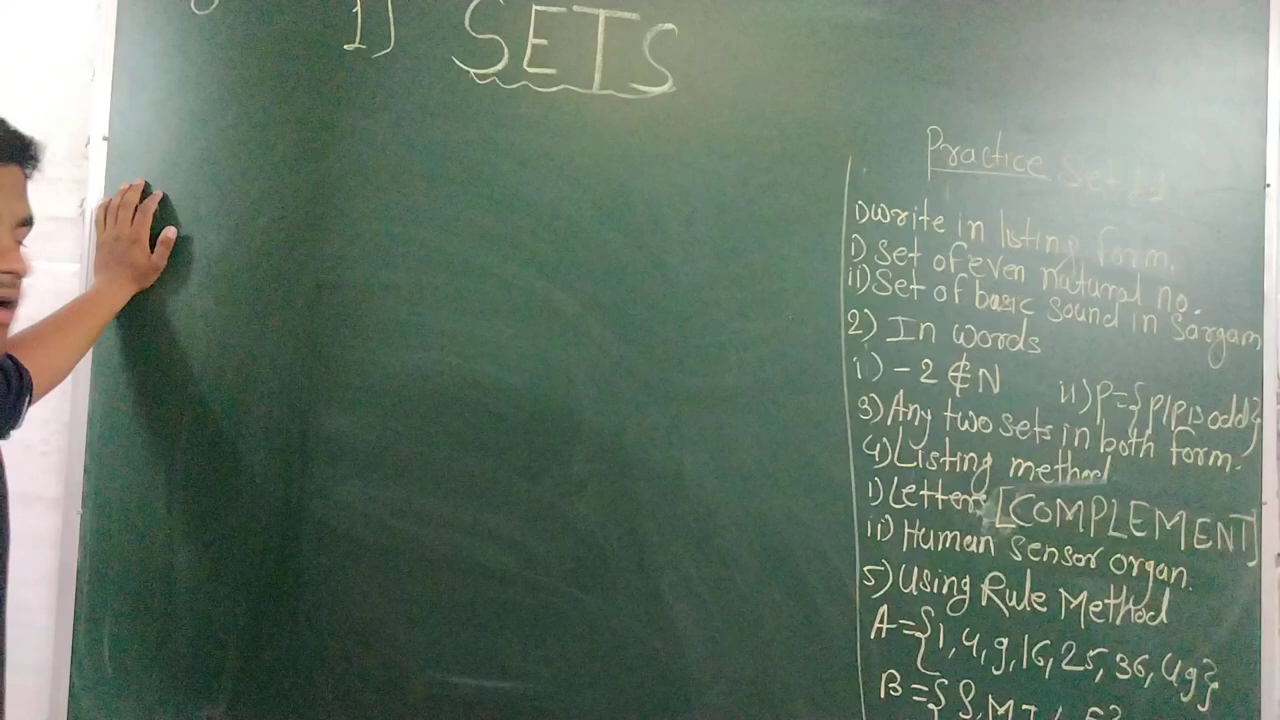 1) SETS
Practice Set
1) Write in listing form.
i) Set of even natural no.
ii) Set of basic sound in Sargam
2) In words
i) -2 ∉ N ii) P={P/P is odd}
3) Any two sets in both form.
4) Listing method
i) Letters [COMPLEMENT]
ii) Human sensor organ.
5) Using Rule Method
A={1,4,9,16,25,36,49}
B={S,M,T,